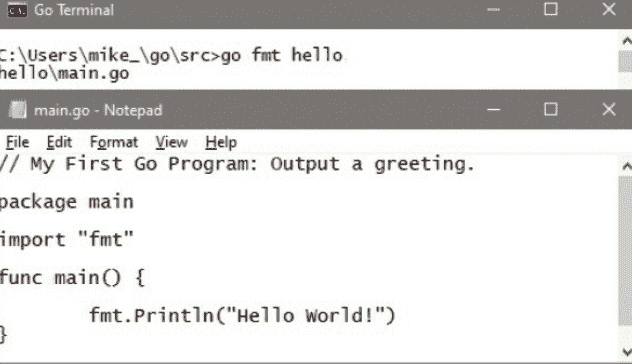 Go Terminal
C:\Users\mike_\go\src>go fmt hello
hello\main.go
main.go - Notepad
File Edit Format View Help
// My First Go Program: Output a greeting.
package main
import "fmt"
func main() {
fmt.Println("Hello World!")
}